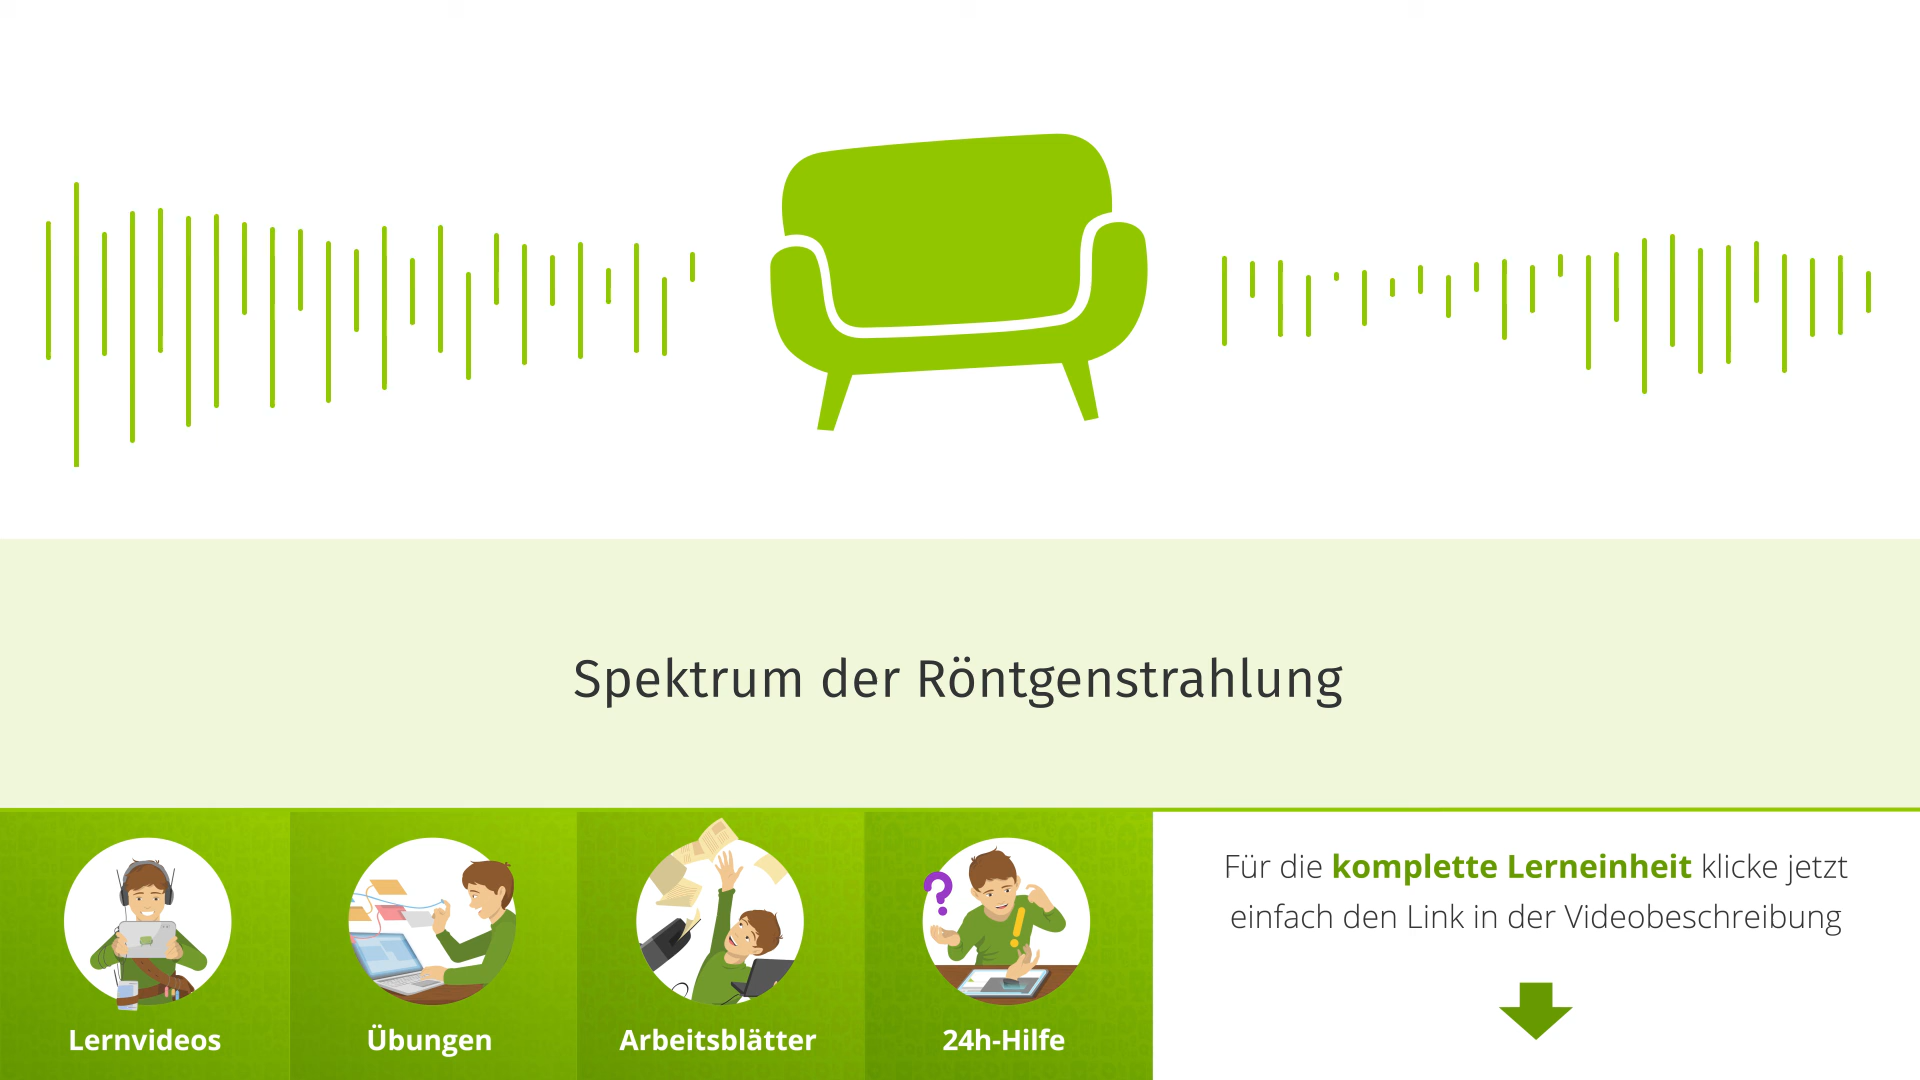 Spektrum der Röntgenstrahlung
Für die komplette Lerneinheit klicke jetzt
einfach den Link in der Videobeschreibung
Lernvideos
Übungen
Arbeitsblätter
24h-Hilfe